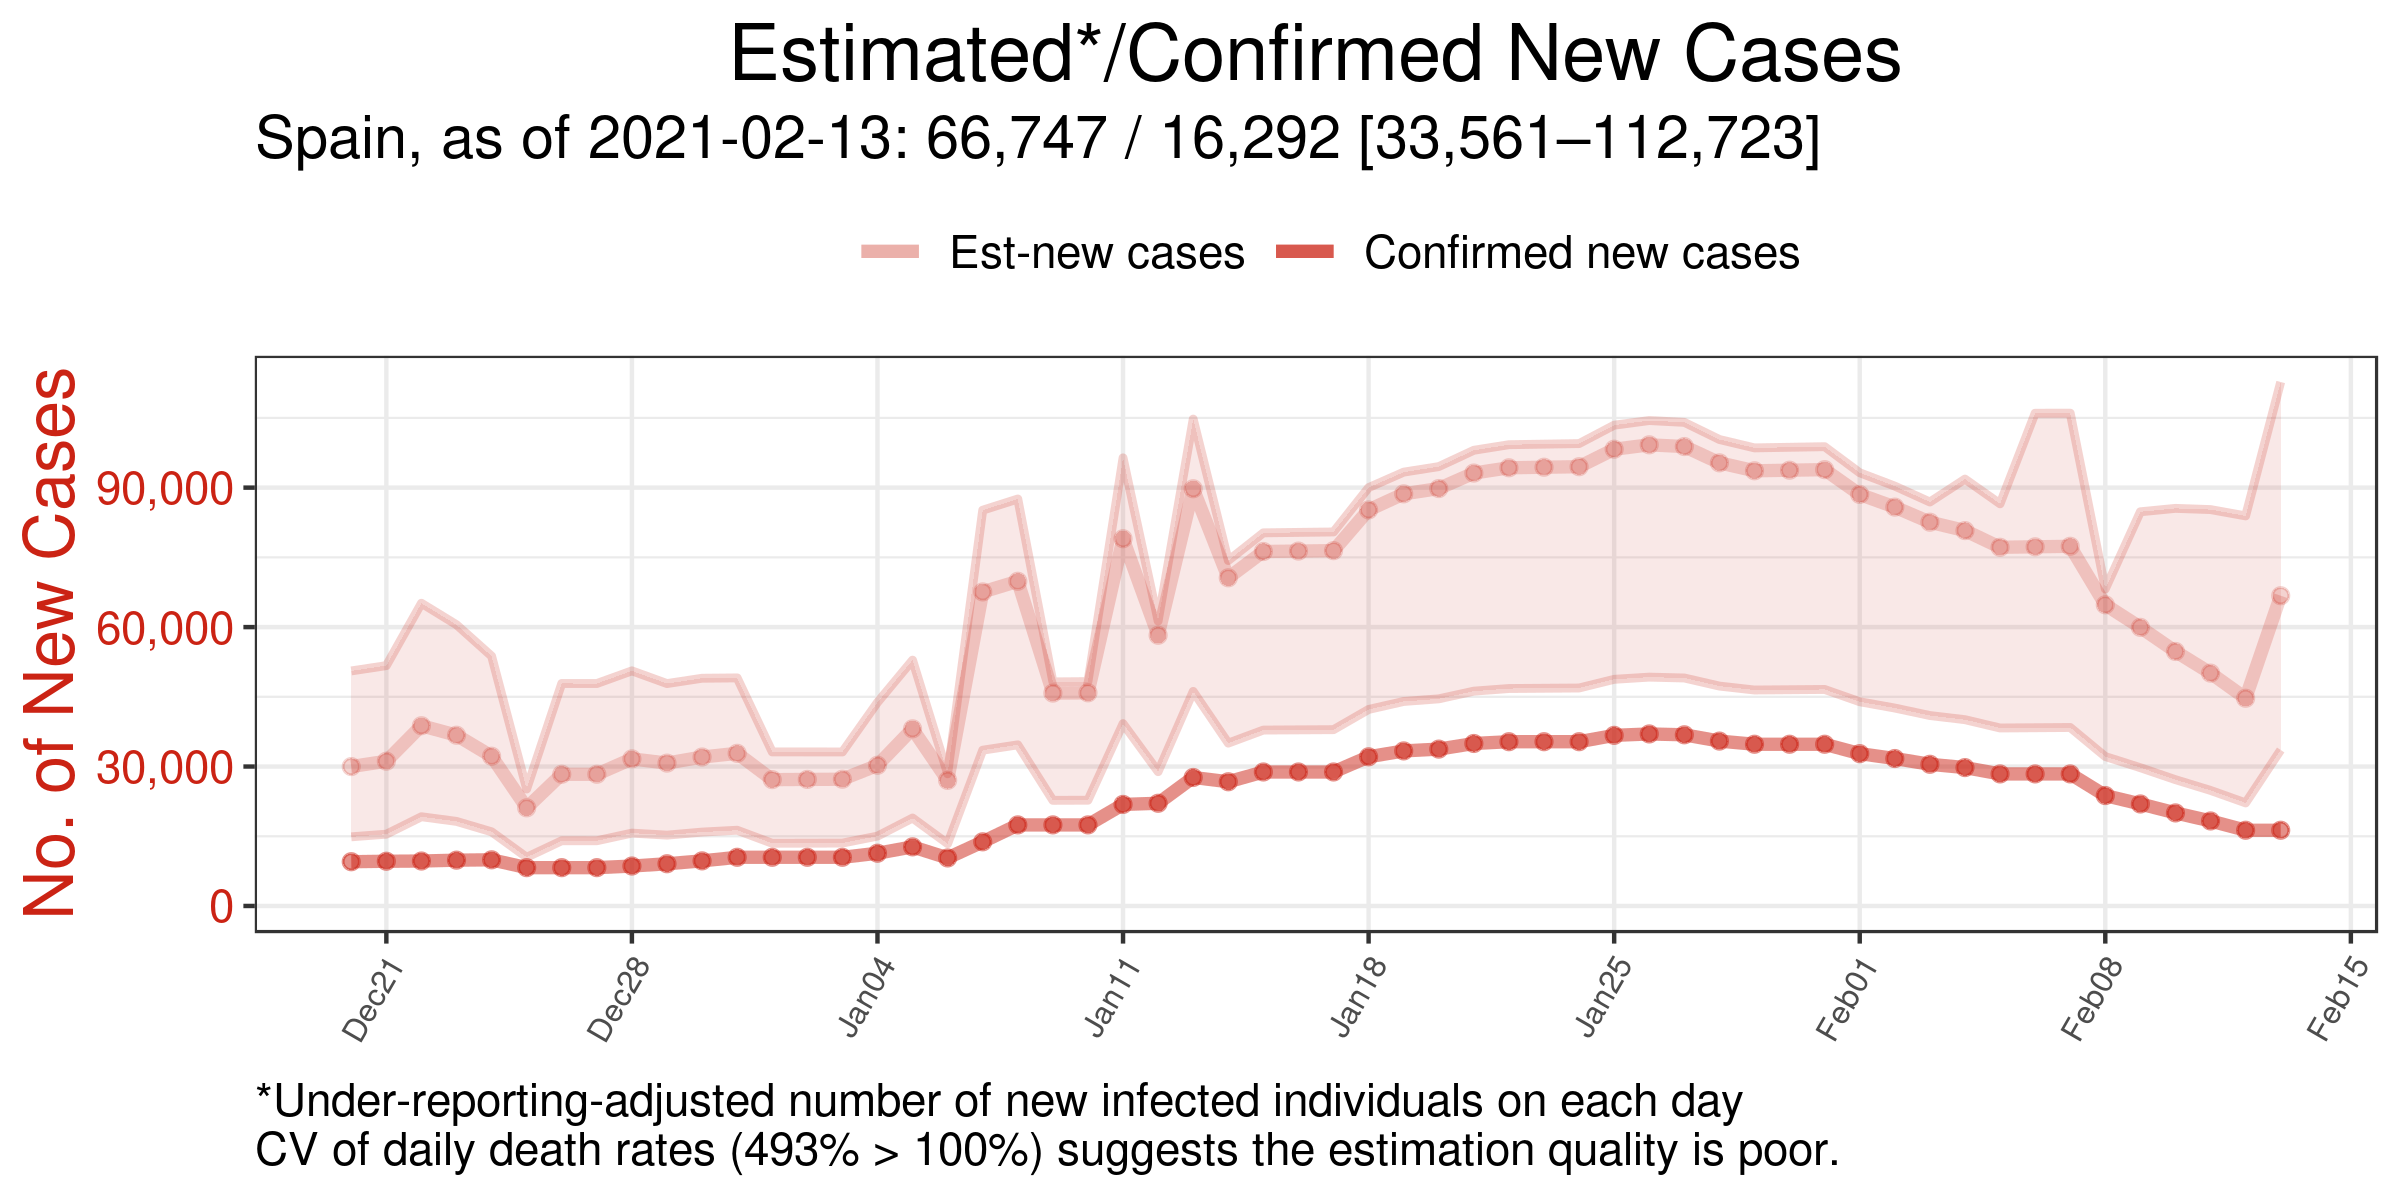 Estimated*/Confirmed New Cases
Spain, as of 2021-02-13: 66,747 / 16,292 [33,561–112,723]
Est-new cases
Confirmed new cases
No. of New Cases
90,000
60,000
30,000
0
Dec21
Dec28
Jan04
Jan11
Jan18
Jan25
Feb01
Feb08
Feb15
*Under-reporting-adjusted number of new infected individuals on each day
CV of daily death rates (493% > 100%) suggests the estimation quality is poor.